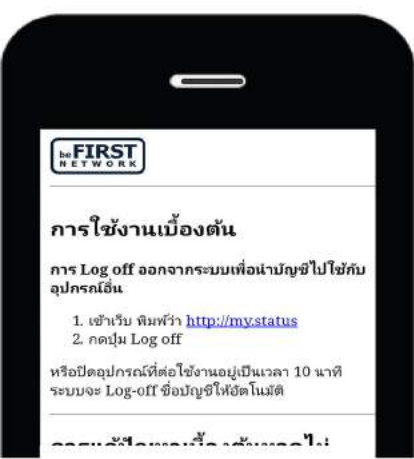 be FIRST
NETWORK
การใช้งานเบื้องต้น
การ Log off ออกจากระบบเพื่อนำบัญชีไปใช้กับ
อุปกรณ์อื่น
1. เข้าเว็บ พิมพ์ว่า http://my.status
2. กดปุ่ม Log off
หรือปิดอุปกรณ์ที่ต่อใช้งานอยู่เป็นเวลา 10 นาที
ระบบจะ Log-off ชื่อบัญชีให้อัตโนมัติ